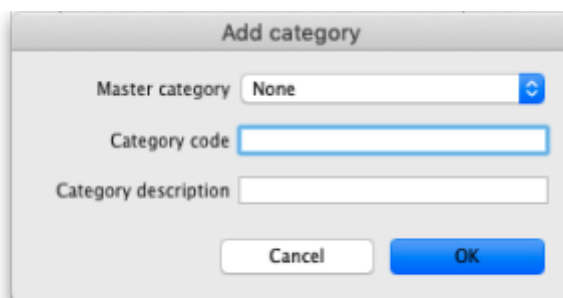 Add category
Master category None
Category code
Category description
Cancel OK